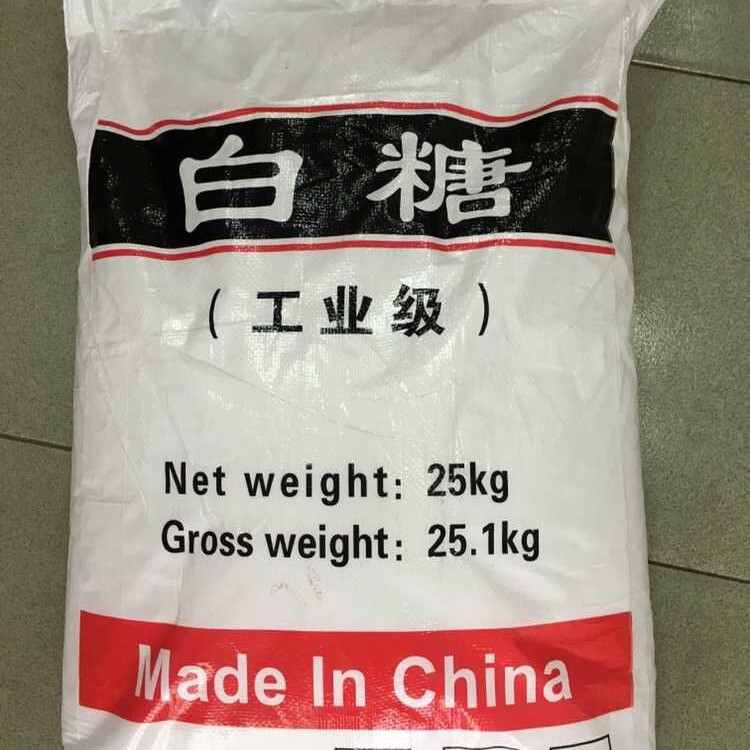 白糖
(工业级)
Net weight: 25kg
Gross weight: 25.1kg
Made In China